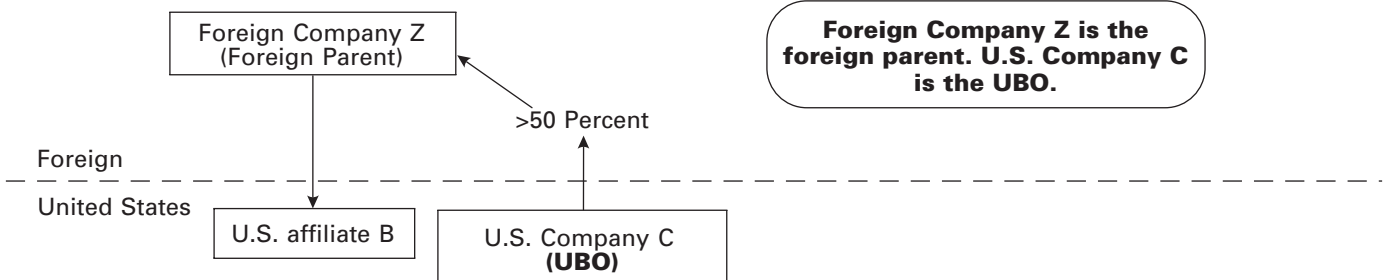 Foreign Company Z
(Foreign Parent)
Foreign Company Z is the
foreign parent. U.S. Company C
is the UBO.
>50 Percent
Foreign
United States
U.S. affiliate B
U.S. Company C
(UBO)